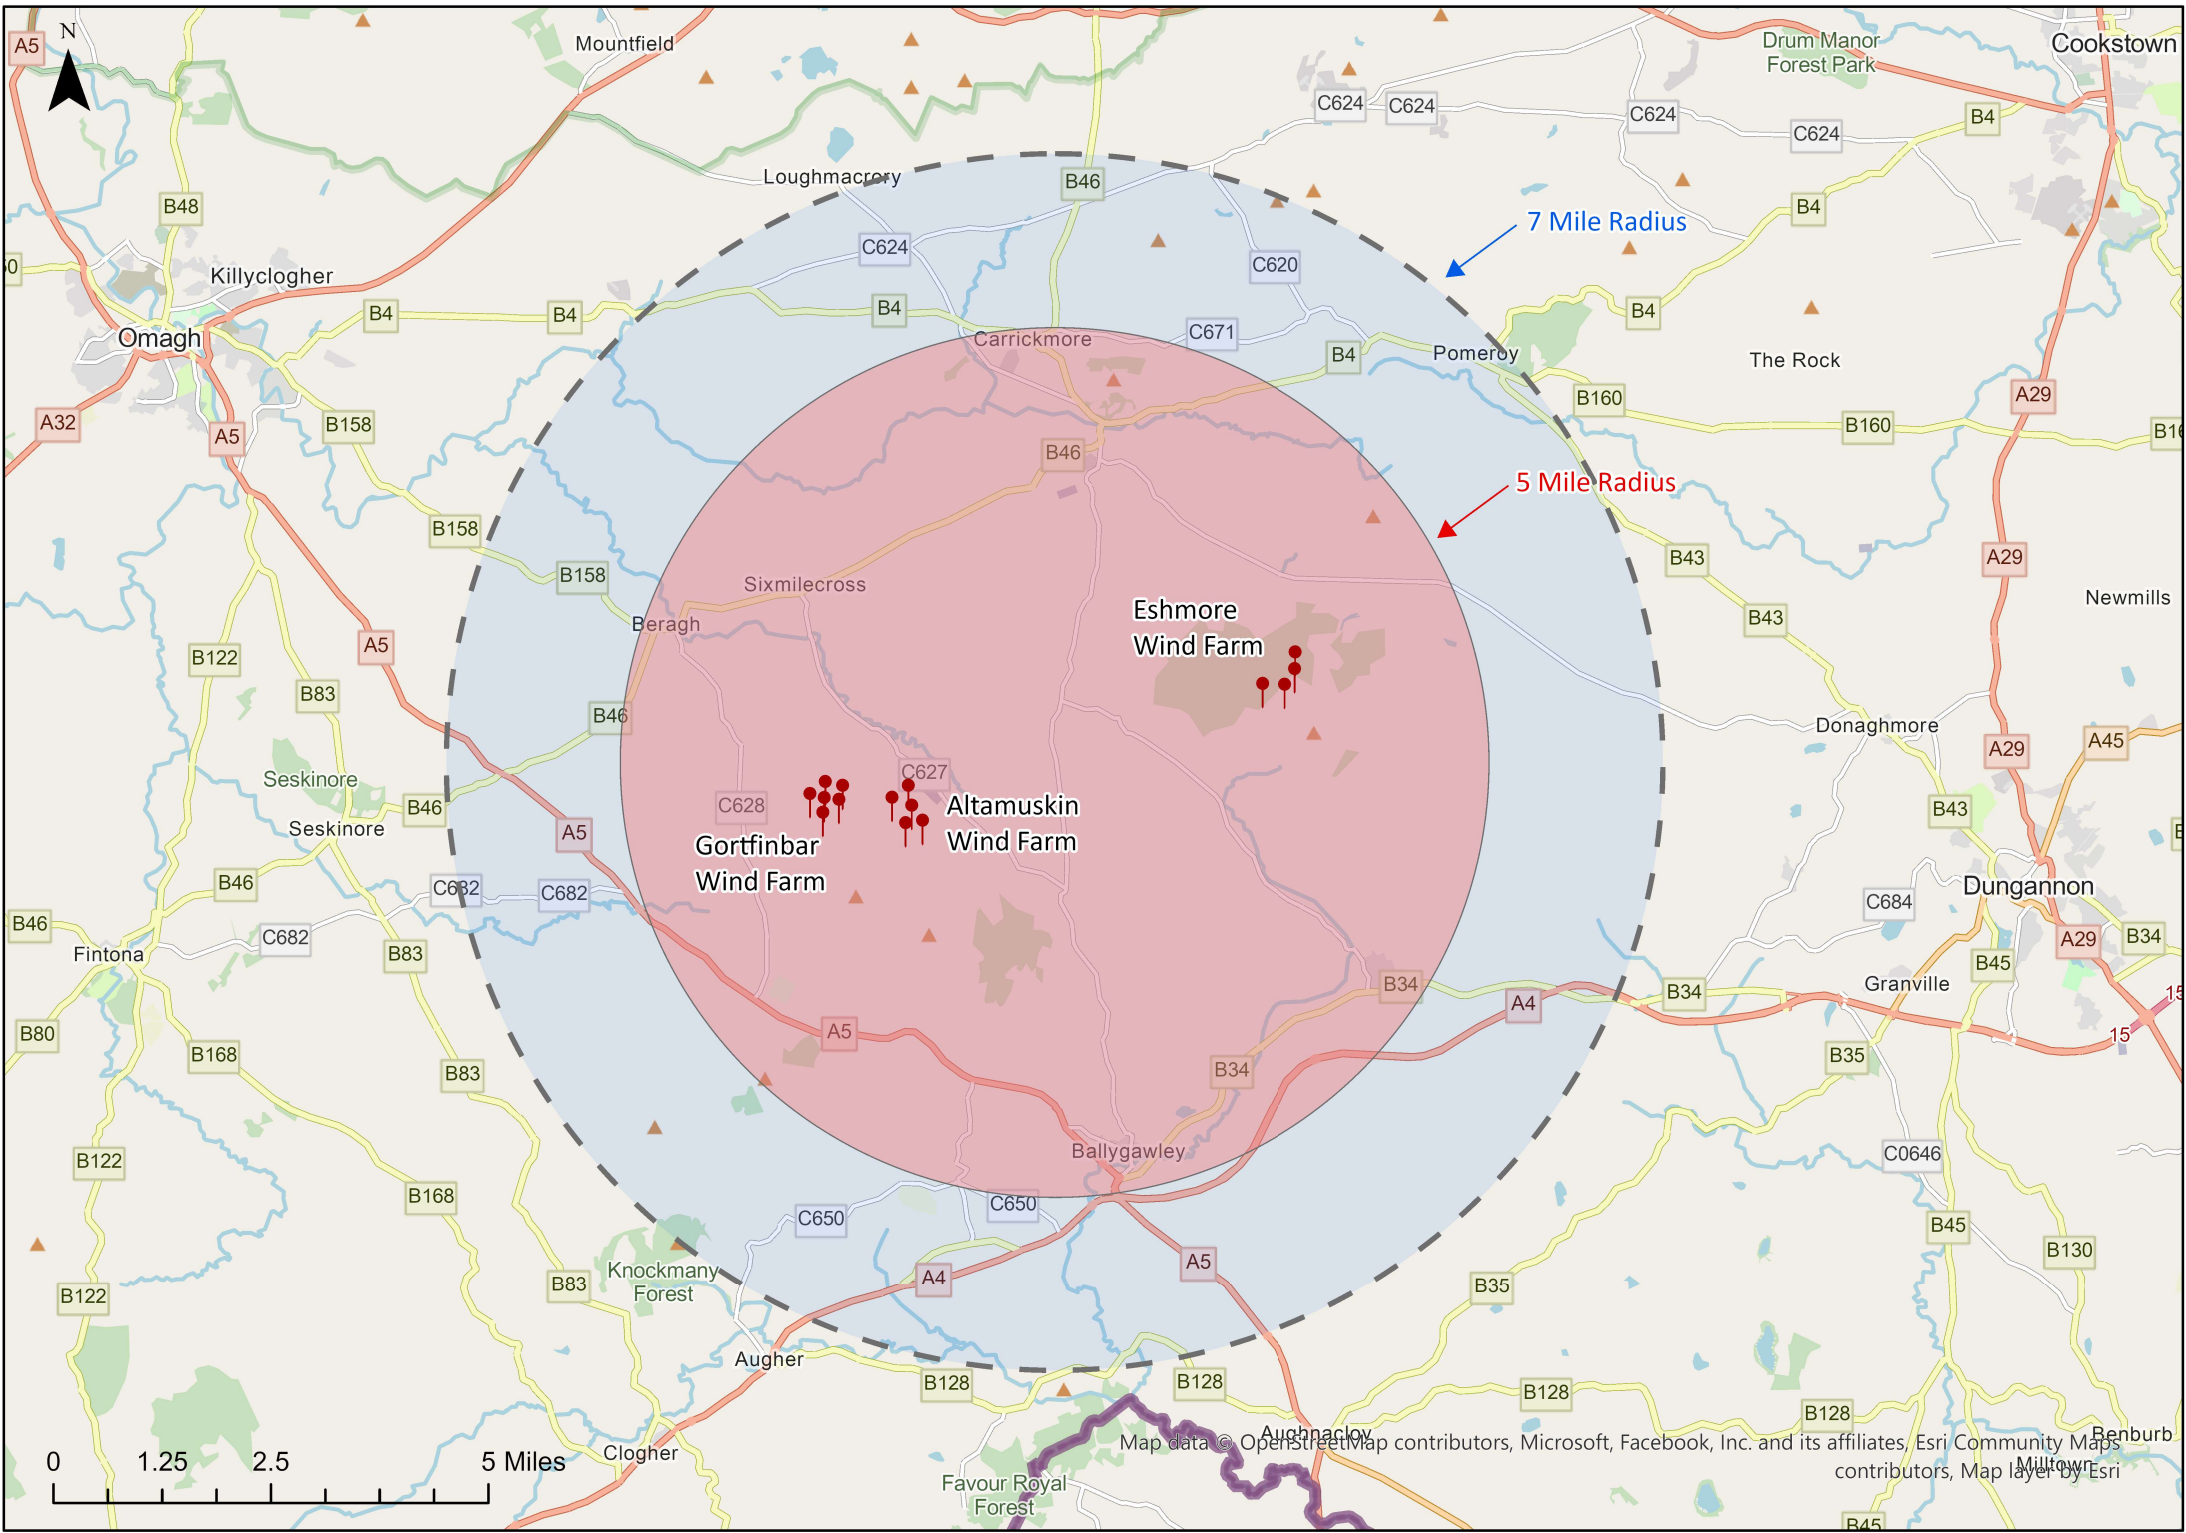 N
A5
Mountfield
Drum Manor
Forest Park
Cookstown
C624
C624
C624
C624
B4
Loughmacrory
B46
B48
B4
7 Mile Radius
C624
C620
Killyclogher
B4
B4
B4
B4
Omagh
Carrickmore
C671
B4
Pomeroy
The Rock
A32
A5
B158
B160
B160
A29
B46
5 Mile Radius
B158
B158
B43
A29
Sixmilecross
Beragh
Eshmore
Wind Farm
B43
Newmills
A5
B122
B83
B46
Donaghmore
A29
A45
Seskinore
C627
C628
B46
Altamuskin
Wind Farm
B43
Seskinore
A5
Gortfinbar
Wind Farm
B46
C682
C682
Dungannon
C684
B46
C682
A29
B34
Fintona
B83
B34
B34
B45
Granville
A4
B80
A5
15
15
B168
B83
B34
B35
B122
Ballygawley
C0646
B168
C650
C650
B45
Knockmany
Forest
A4
A5
B130
B122
B83
B35
Augher
B128
B128
B128
B128
Clogher
Aughnacloy
Benburb
Map data © OpenStreetMap contributors, Microsoft, Facebook, Inc. and its affiliates, Esri Community Maps
contributors, Map layer by Esri
Milltown
0 1.25 2.5 5 Miles
Favour Royal
Forest
B45